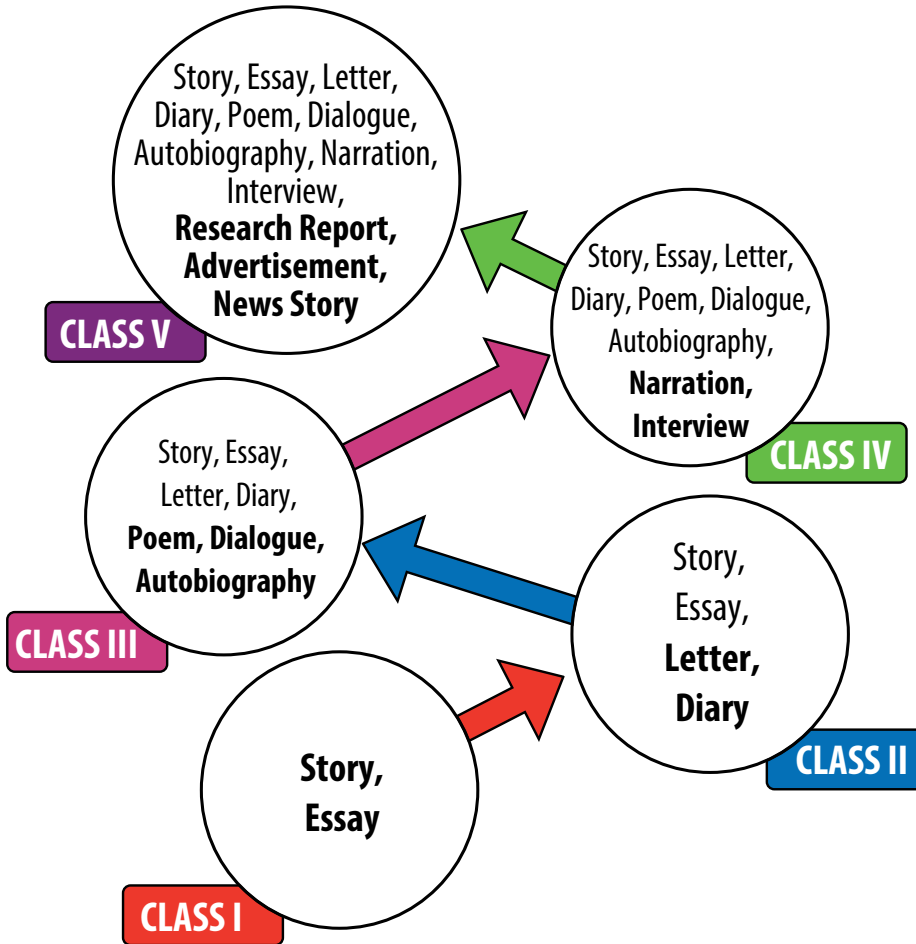 Story, Essay, Letter,
Diary, Poem, Dialogue,
Autobiography, Narration,
Interview,
Research Report,
Advertisement,
News Story
CLASS V
Story, Essay, Letter,
Diary, Poem, Dialogue,
Autobiography,
Narration,
Interview
CLASS IV
Story, Essay,
Letter, Diary,
Poem, Dialogue,
Autobiography
CLASS III
Story,
Essay,
Letter,
Diary
CLASS II
Story,
Essay
CLASS I